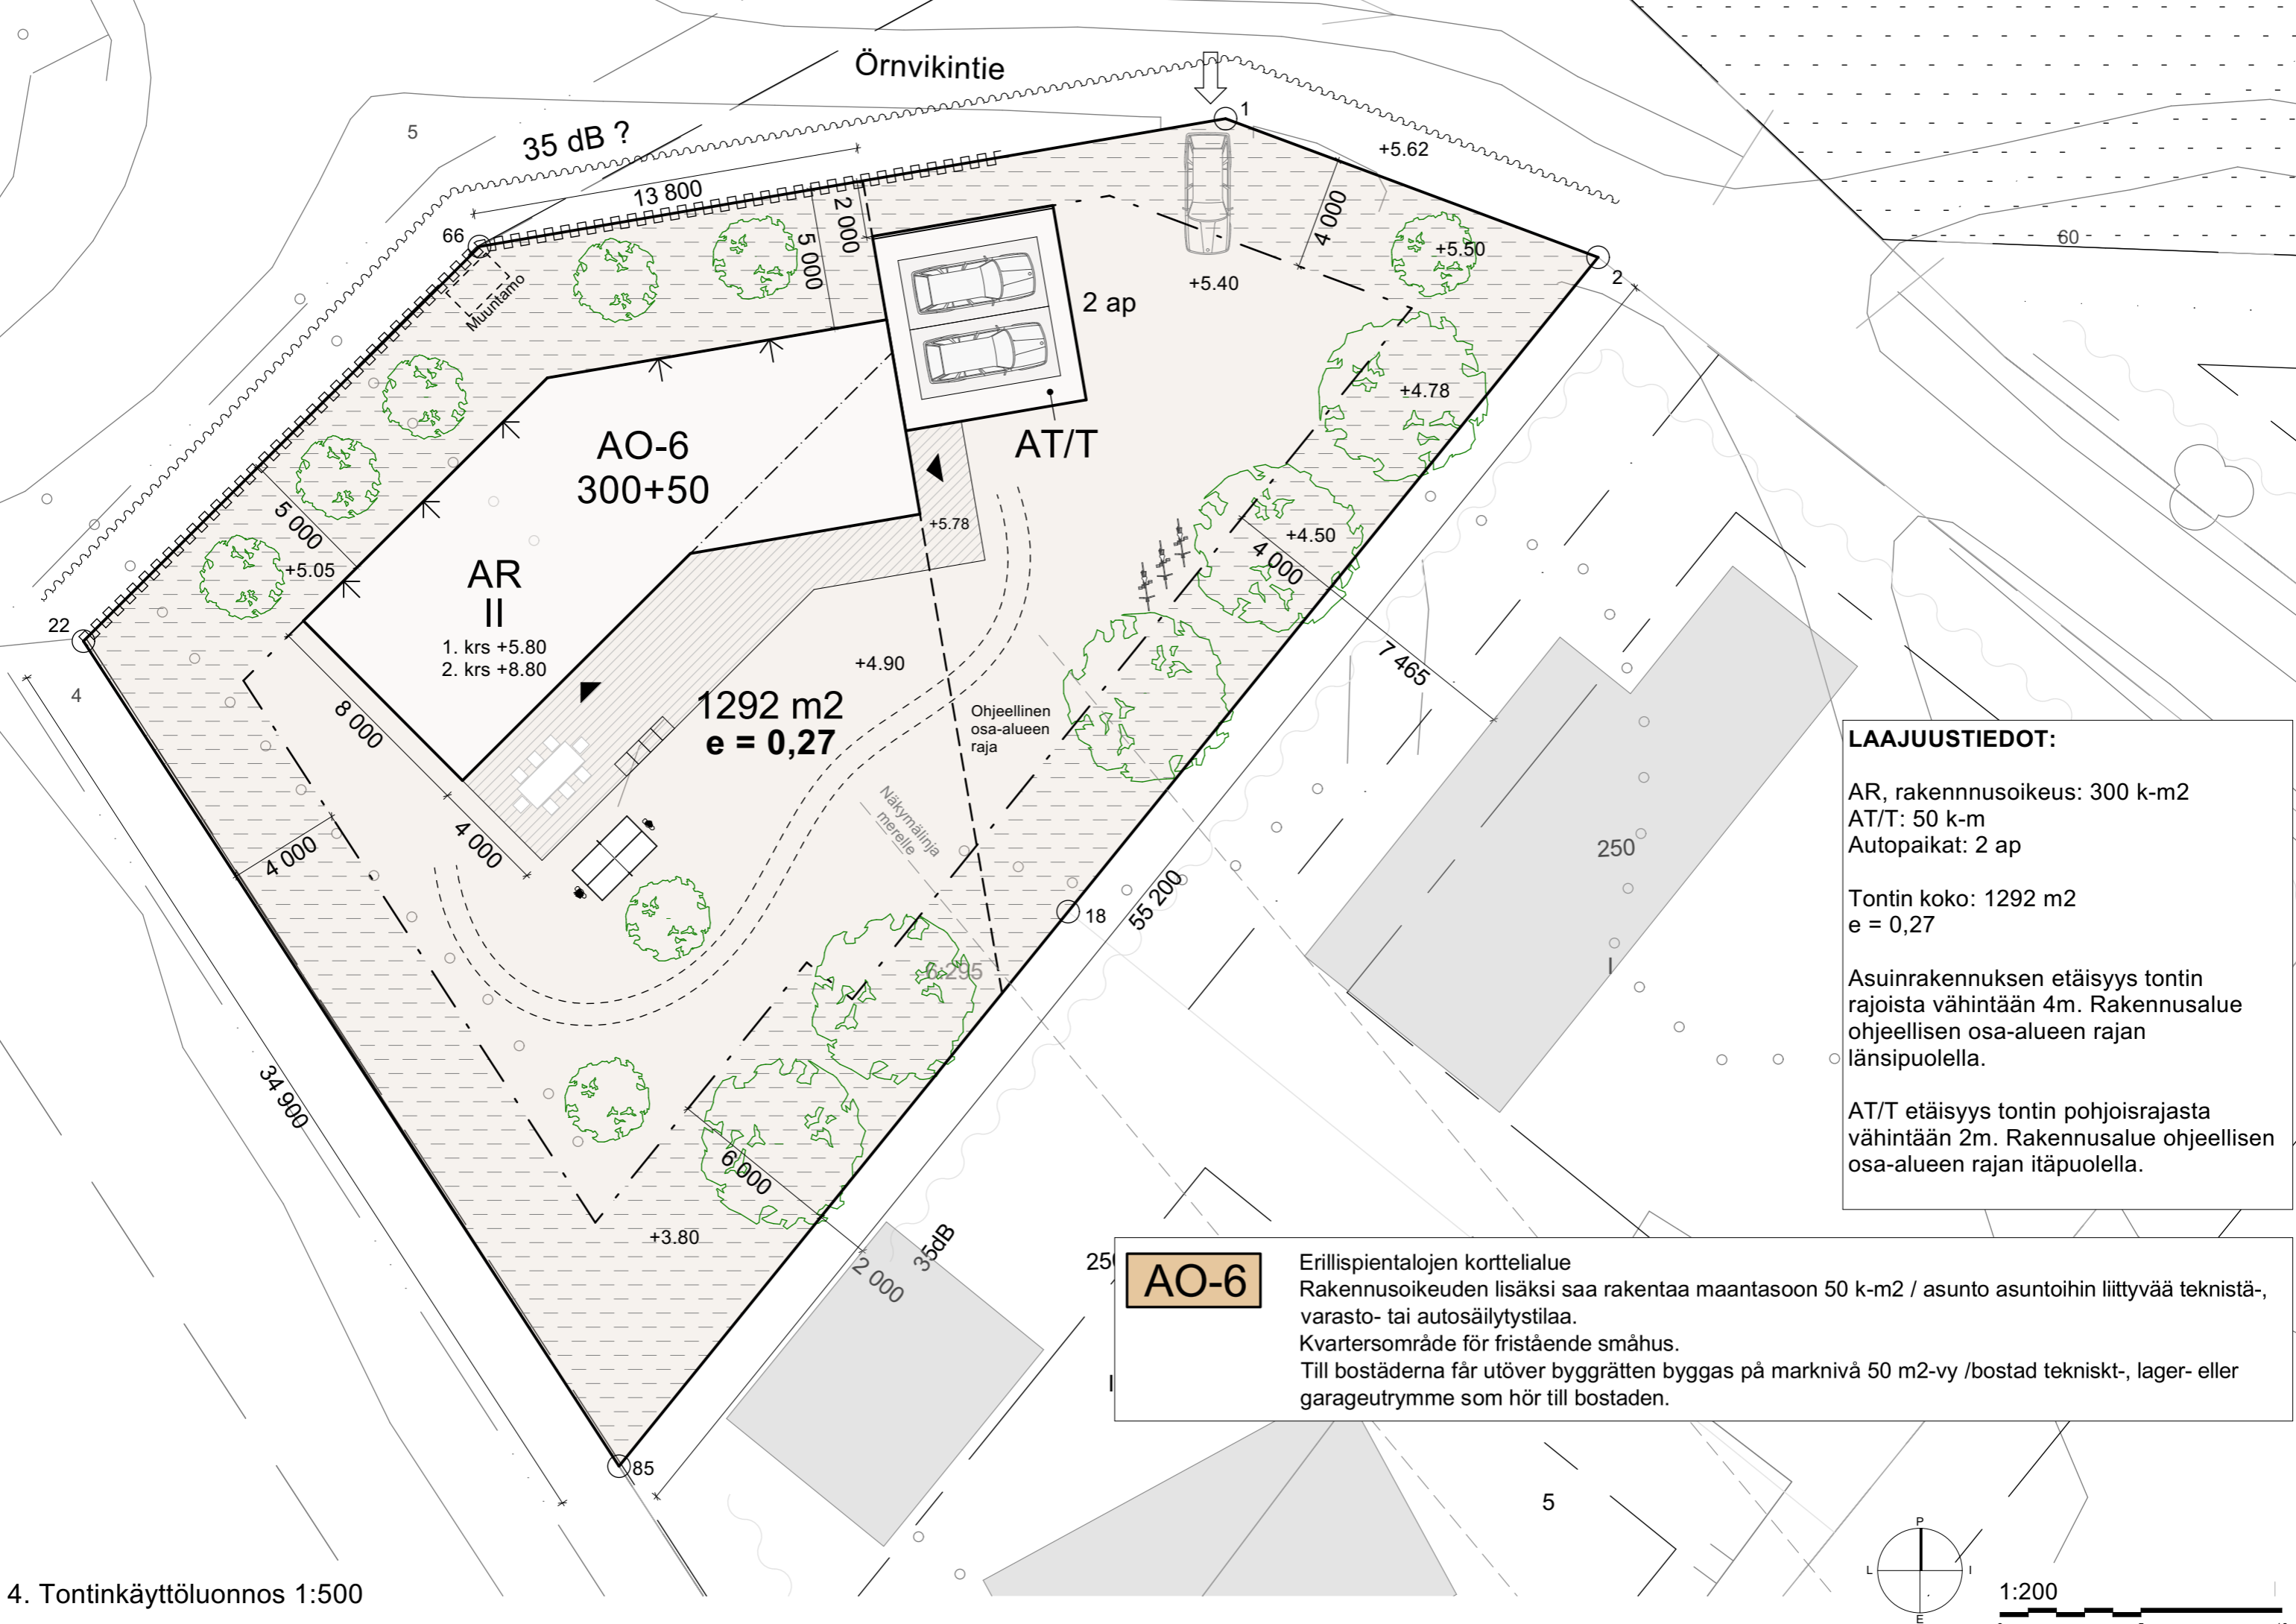 Örnvikintie
1
5
35 dB ?
+5.62
13 800
66
2 000
5 000
4 000
+5.50
60
2
+5.40
Muuntamo
2 ap
+4.78
AO-6
300+50
AT/T
5 000
+5.78
+4.50
4 000
+5.05
AR
II
1. krs +5.80
2. krs +8.80
22
+4.90
7 465
4
8 000
1292 m2
e = 0,27
Ohjeellinen
osa-alueen
raja
Näkymälinja
merelle
4 000
4 000
250
I
18
55 200
6:295
34 900
6 000
+3.80
2 000
35dB
85
LAAJUUSTIEDOT:
AR, rakennnusoikeus: 300 k-m2
AT/T: 50 k-m
Autopaikat: 2 ap
Tontin koko: 1292 m2
e = 0,27
Asuinrakennuksen etäisyys tontin
rajoista vähintään 4m. Rakennusalue
ohjeellisen osa-alueen rajan
länsipuolella.
AT/T etäisyys tontin pohjoisrajasta
vähintään 2m. Rakennusalue ohjeellisen
osa-alueen rajan itäpuolella.
AO-6
Erillispientalojen korttelialue
Rakennusoikeuden lisäksi saa rakentaa maantasoon 50 k-m2 / asunto asuntoihin liittyvää teknistä-,
varasto- tai autosäilytystilaa.
Kvartersområde för fristående småhus.
Till bostäderna får utöver byggrätten byggas på marknivå 50 m2-vy /bostad tekniskt-, lager- eller
garageutrymme som hör till bostaden.
5
P
L I
E
1:200
4. Tontinkäyttöluonnos 1:500